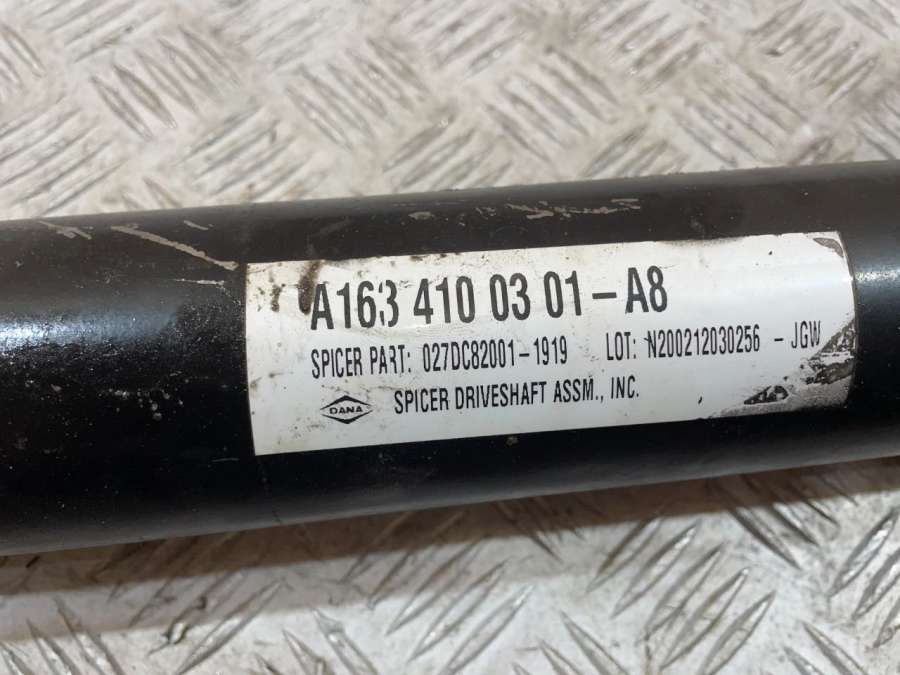 A163 410 03 01-A8
SPICER PART: 027DC82001-1919 LOT: N200212030256 - JGW
DANA SPICER DRIVESHAFT ASSM., INC.